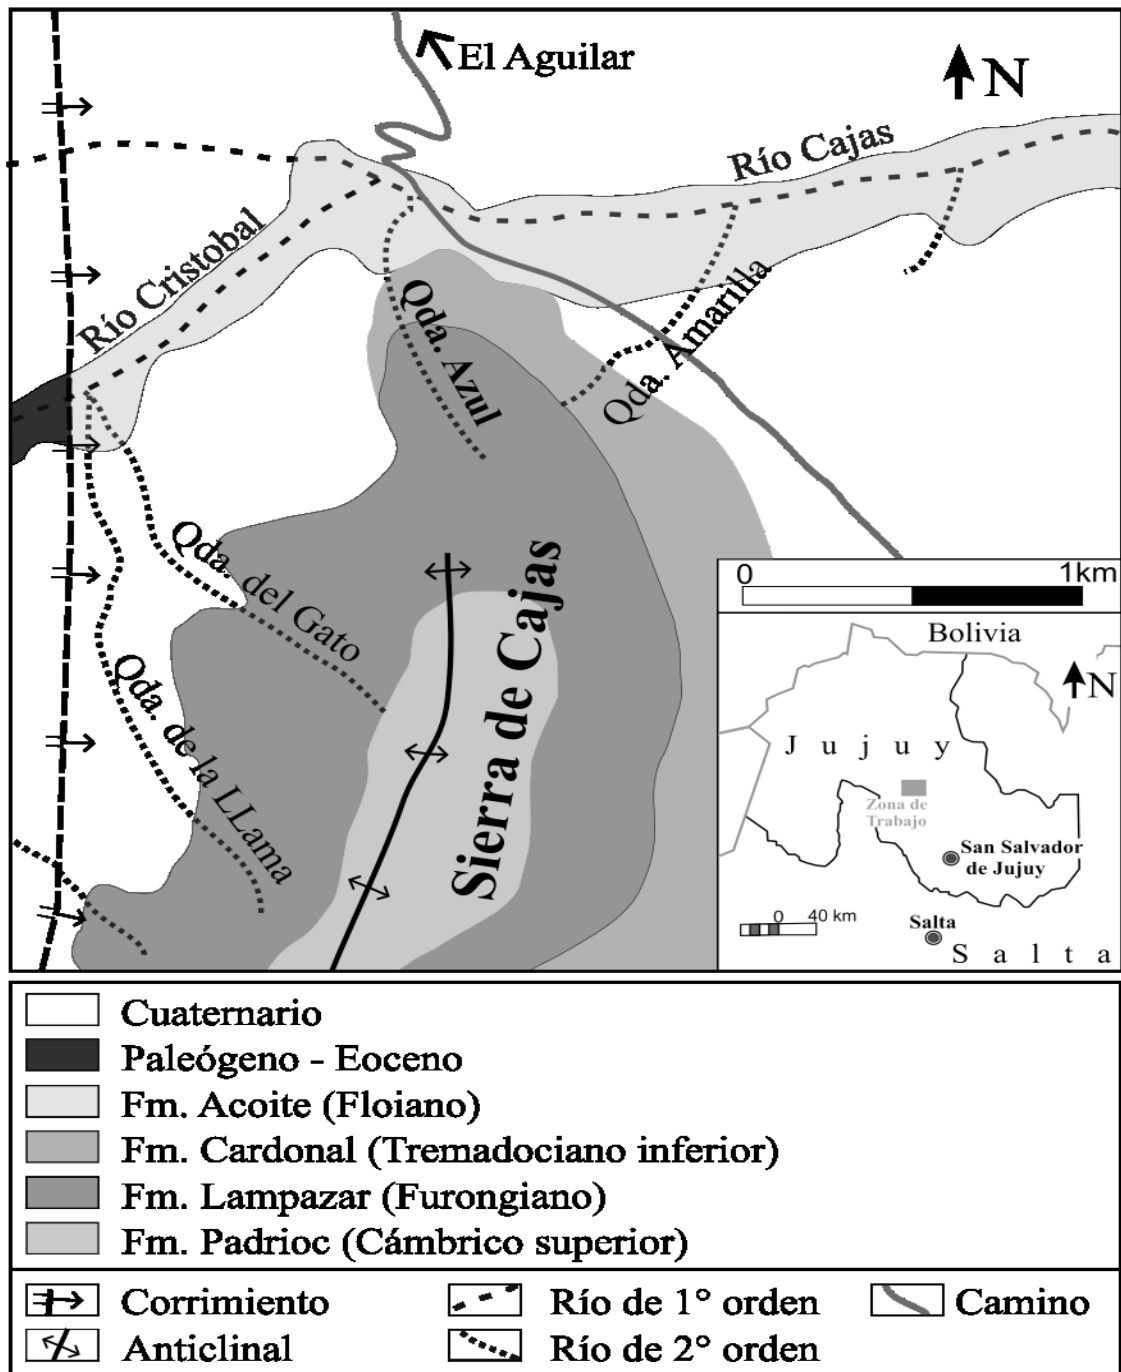 El Aguilar
N
Río Cajas
Río Cristobal
Qda. Azul
Qda. Amarilla
Qda. del Gato
Qda. de la LLama
Sierra de Cajas
0 1km
Bolivia
N
J u j u y
Zona de
Trabajo
San Salvador
de Jujuy
0 40 km
Salta
S a l t a
Cuaternario
Paleógeno - Eoceno
Fm. Acoite (Floiano)
Fm. Cardonal (Tremadociano inferior)
Fm. Lampazar (Furongiano)
Fm. Padrioc (Cámbrico superior)
Corrimiento
Río de 1° orden
Camino
Anticlinal
Río de 2° orden